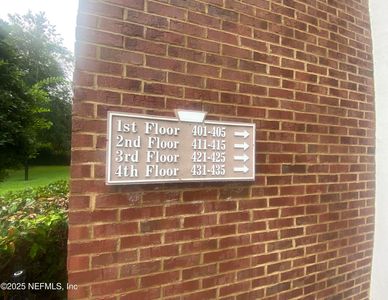 1st Floor 401-405 →
2nd Floor 411-415 →
3rd Floor 421-425 →
4th Floor 431-435 →
©2025 NEFMLS, Inc